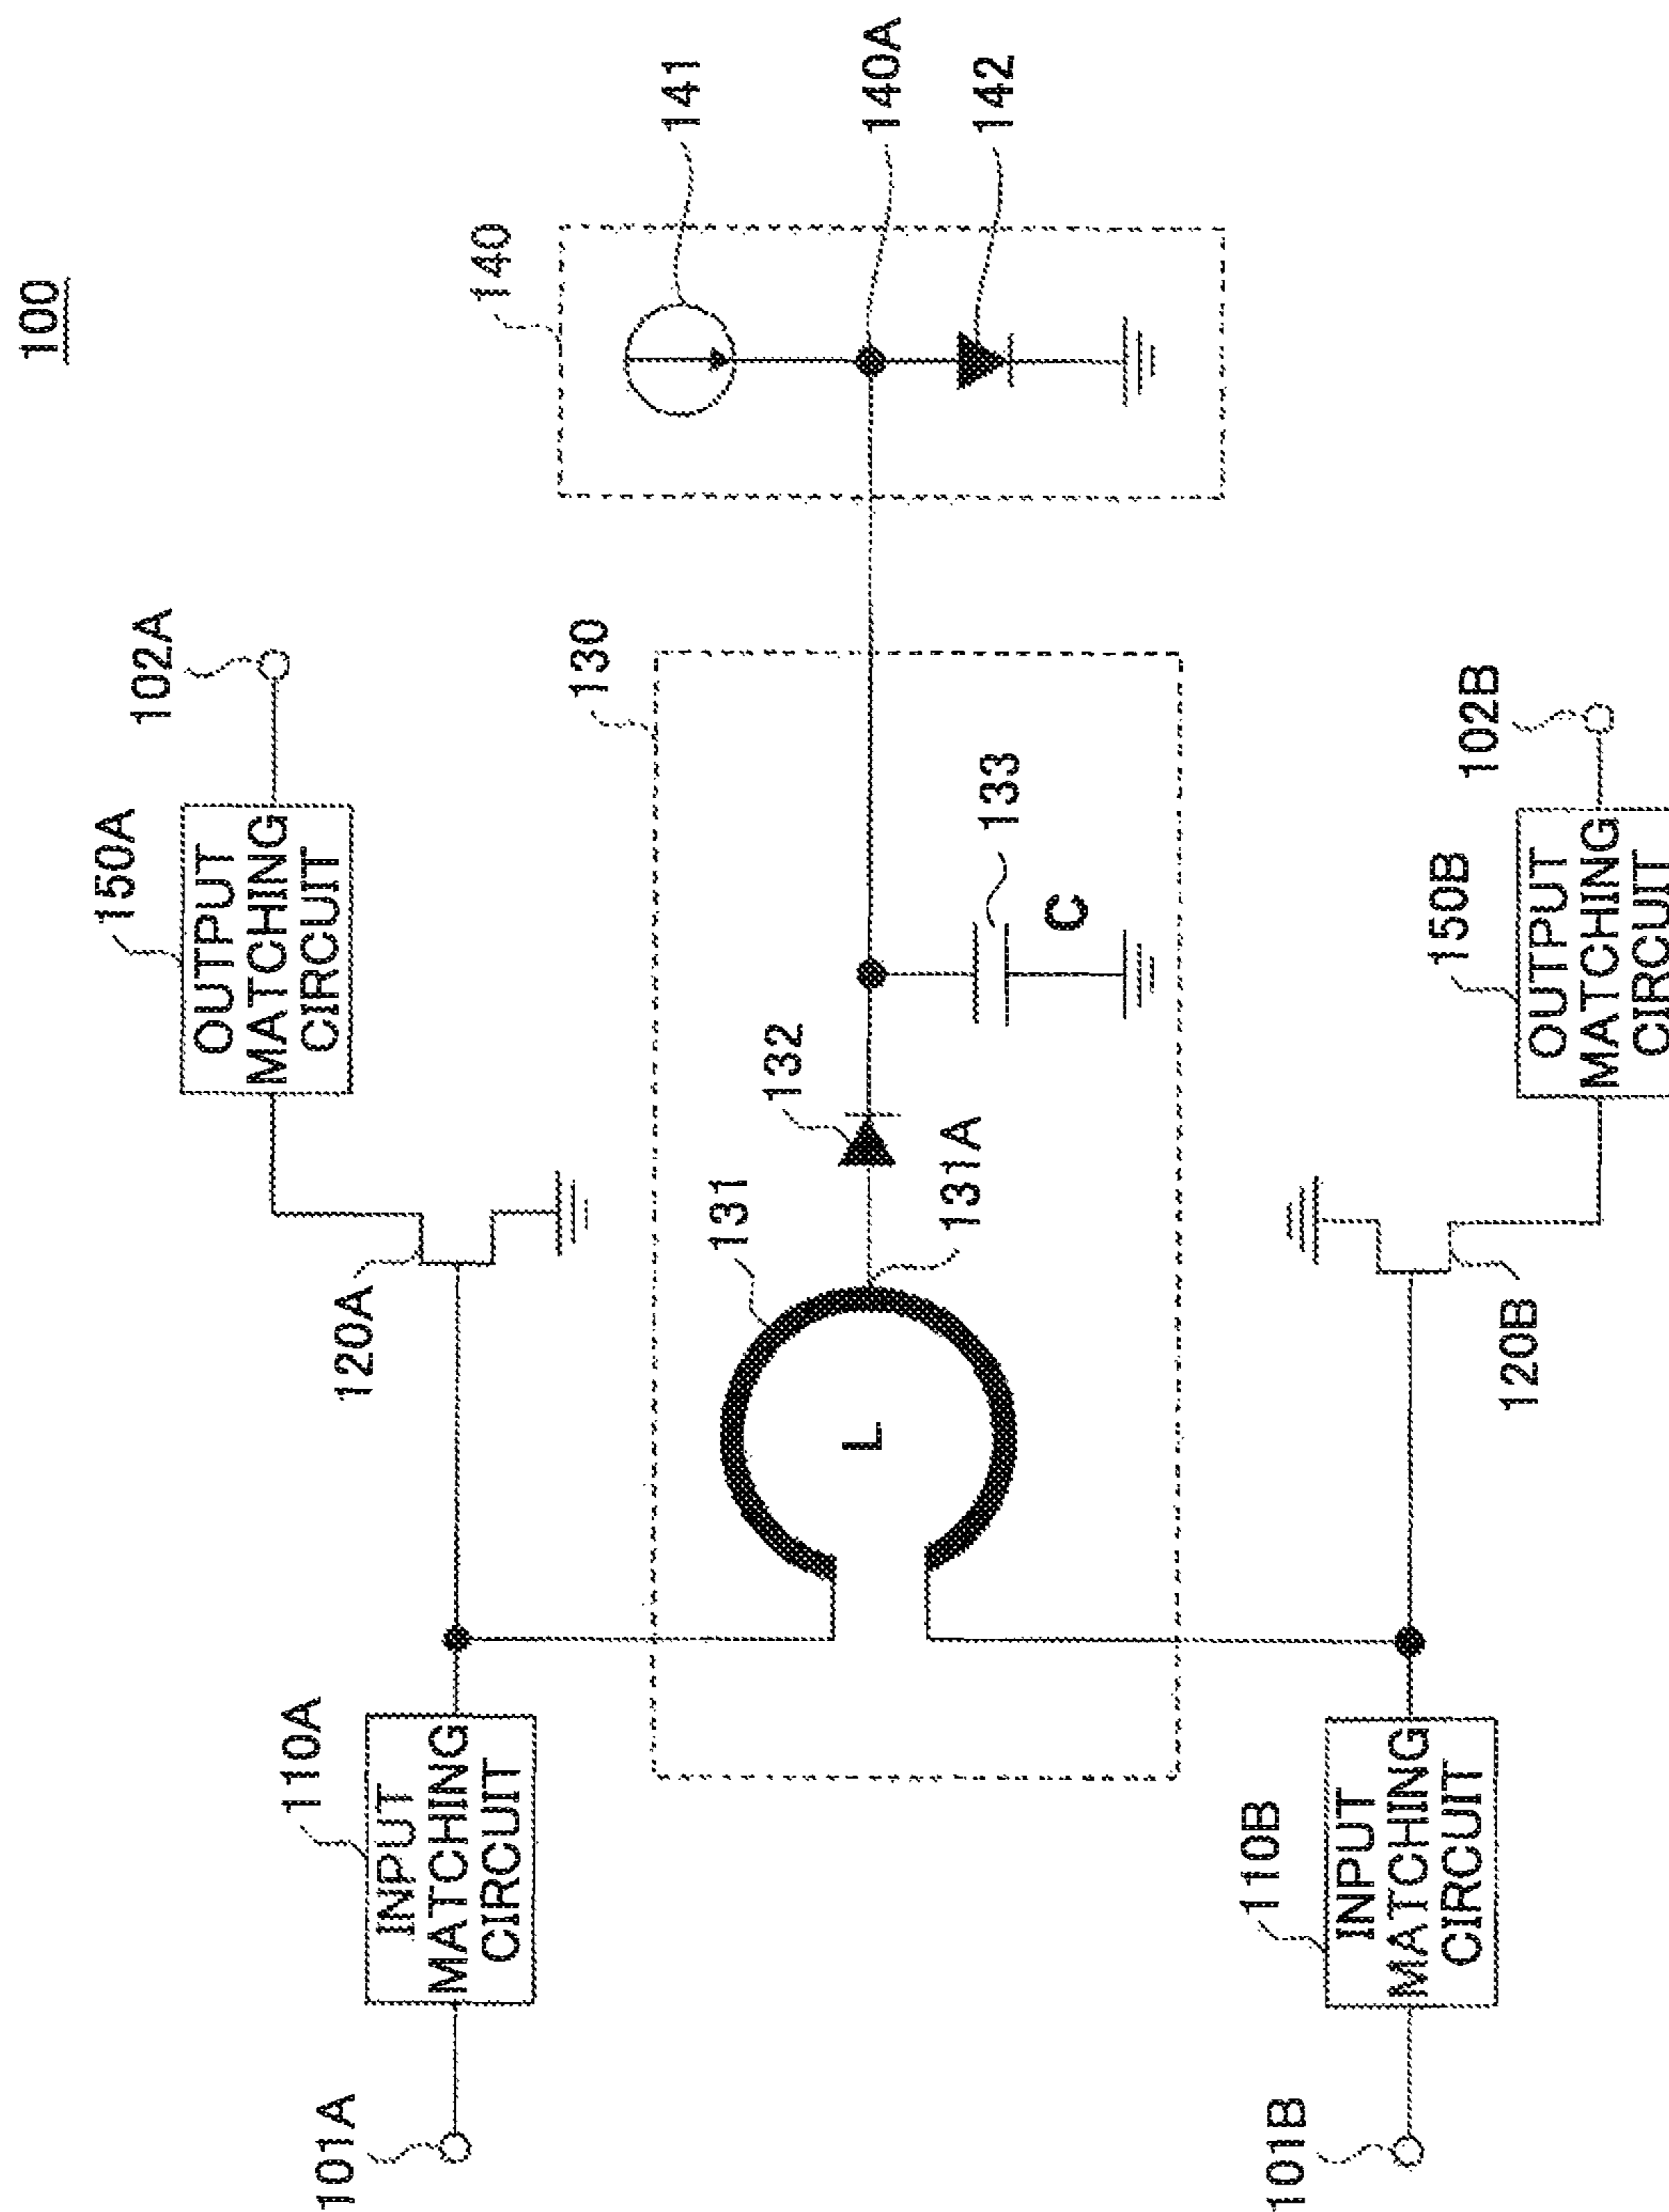 100
101A
INPUT
MATCHING
CIRCUIT
110A
120A
OUTPUT
MATCHING
CIRCUIT
150A
102A
130
131
L
131A
132
133
C
140
141
140A
142
101B
INPUT
MATCHING
CIRCUIT
110B
120B
OUTPUT
MATCHING
CIRCUIT
150B
102B